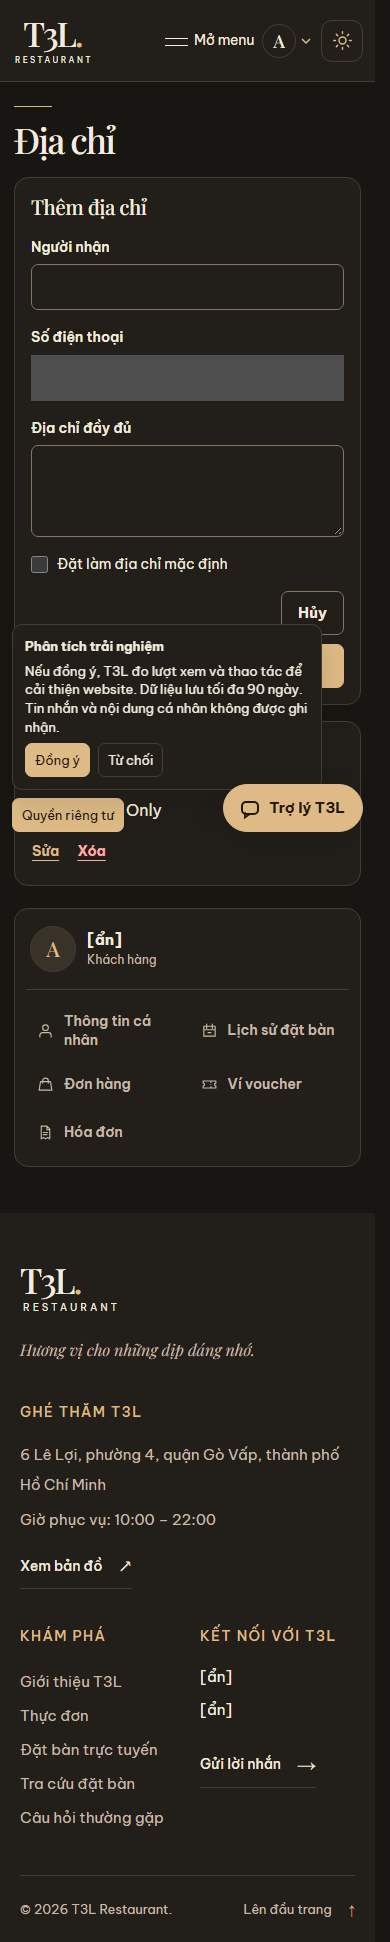 T3L.
RESTAURANT
Mở menu
A
Địa chỉ
Thêm địa chỉ
Người nhận
Số điện thoại
Địa chỉ đầy đủ
Đặt làm địa chỉ mặc định
Hủy
Phân tích trải nghiệm
Nếu đồng ý, T3L đo lượt xem và thao tác để
cải thiện website. Dữ liệu lưu tối đa 90 ngày.
Tin nhắn và nội dung cá nhân không được ghi
nhận.
Đồng ý
Từ chối
Quyền riêng tư
Only
Trợ lý T3L
Sửa
Xóa
A
[ẩn]
Khách hàng
Thông tin cá
nhân
Lịch sử đặt bàn
Đơn hàng
Ví voucher
Hóa đơn
T3L.
RESTAURANT
Hương vị cho những dịp đáng nhớ.
GHÉ THĂM T3L
6 Lê Lợi, phường 4, quận Gò Vấp, thành phố
Hồ Chí Minh
Giờ phục vụ: 10:00 – 22:00
Xem bản đồ ↗
KHÁM PHÁ
Giới thiệu T3L
Thực đơn
Đặt bàn trực tuyến
Tra cứu đặt bàn
Câu hỏi thường gặp
KẾT NỐI VỚI T3L
[ẩn]
[ẩn]
Gửi lời nhắn →
© 2026 T3L Restaurant.
Lên đầu trang ↑